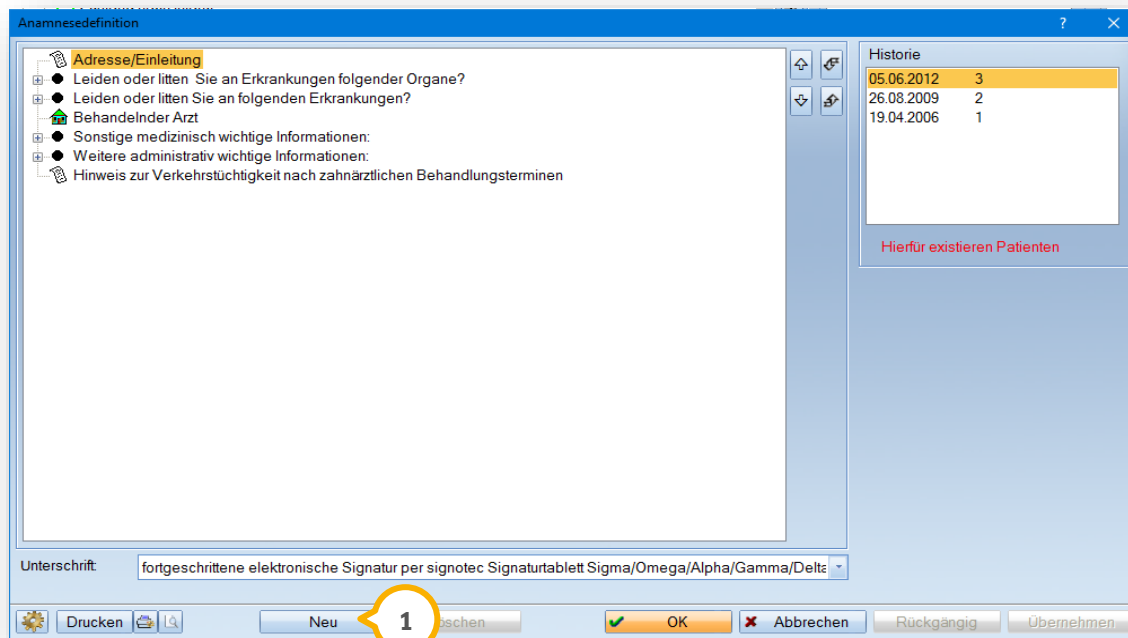 Anamnesedefinition
?
Adresse/Einleitung
Leiden oder litten Sie an Erkrankungen folgender Organe?
Leiden oder litten Sie an folgenden Erkrankungen?
Behandelnder Arzt
Sonstige medizinisch wichtige Informationen:
Weitere administrativ wichtige Informationen:
Hinweis zur Verkehrstüchtigkeit nach zahnärztlichen Behandlungsterminen
Historie
05.06.2012 3
26.08.2009 2
19.04.2006 1
Hierfür existieren Patienten
Unterschrift:
fortgeschrittene elektronische Signatur per signotec Signaturtablett Sigma/Omega/Alpha/Gamma/Delta
Drucken
Neu
1
öschen
OK
Abbrechen
Rückgängig
Übernehmen